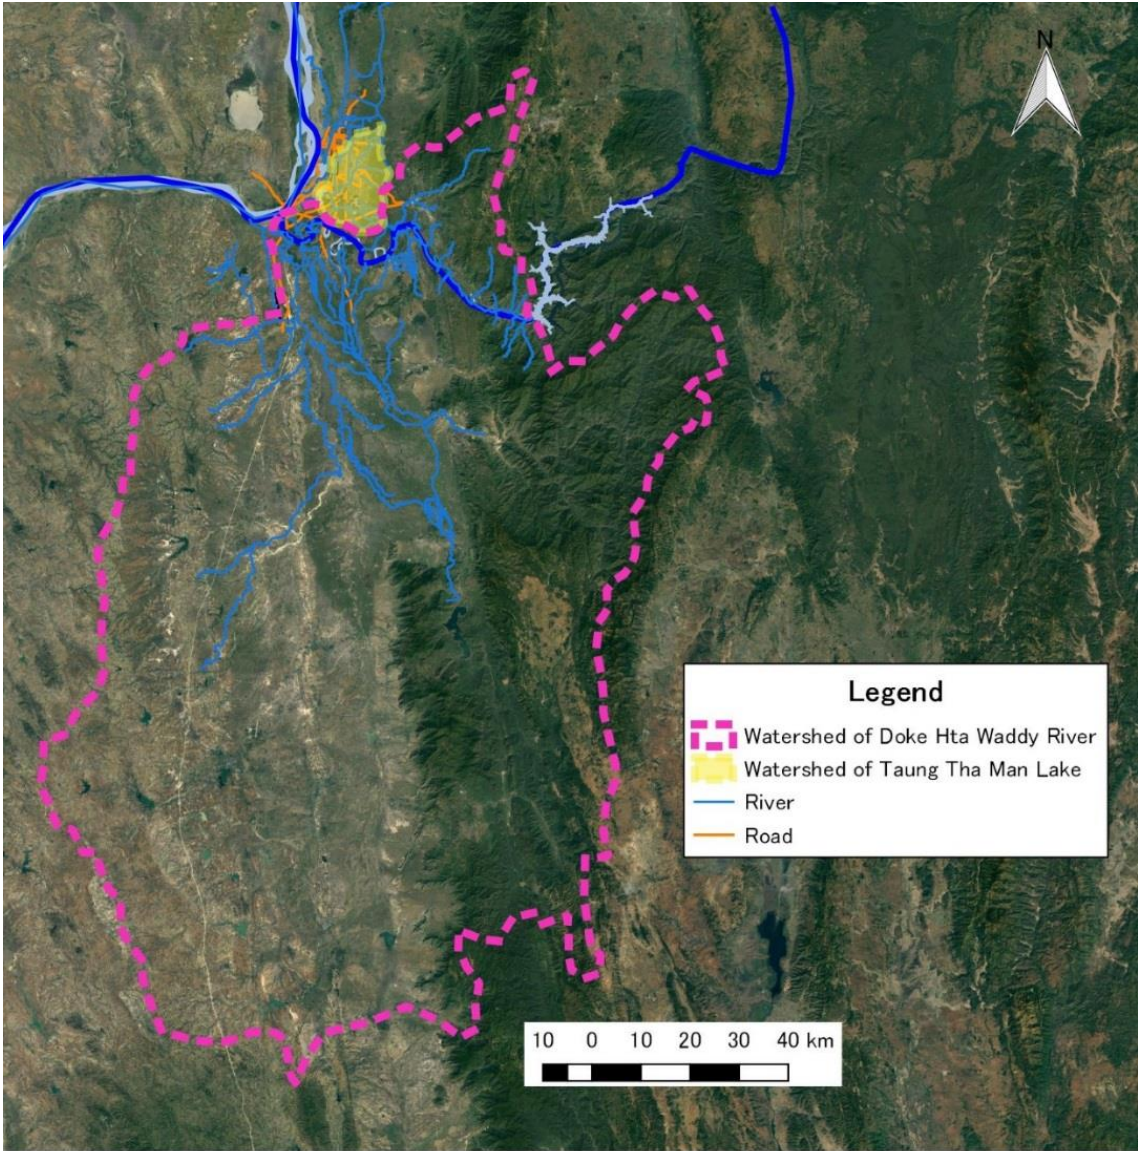 N
Legend
Watershed of Doke Hta Waddy River
Watershed of Taung Tha Man Lake
River
Road
10 0 10 20 30 40 km